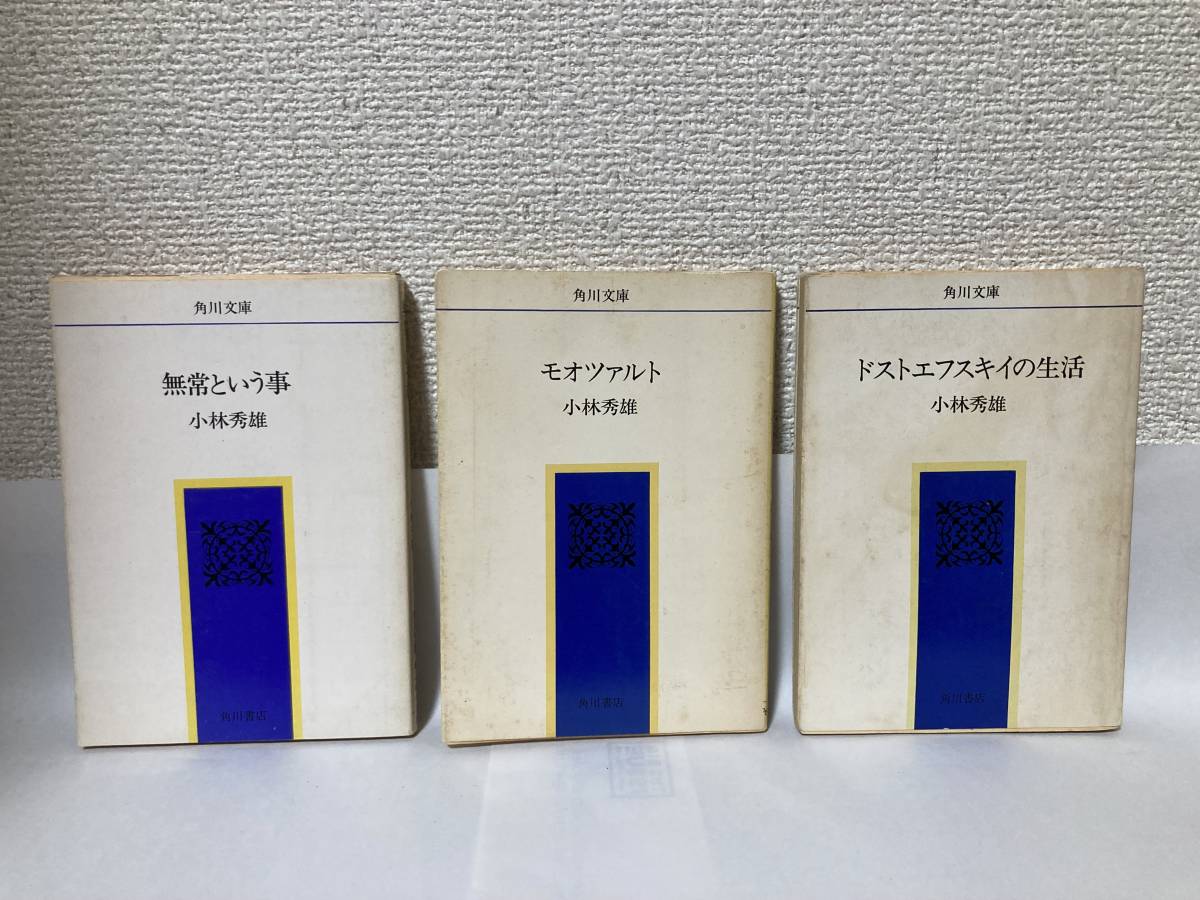 角川文庫
無常という事
小林秀雄
角川書店
角川文庫
モオツァルト
小林秀雄
角川書店
角川文庫
ドストエフスキイの生活
小林秀雄
角川書店